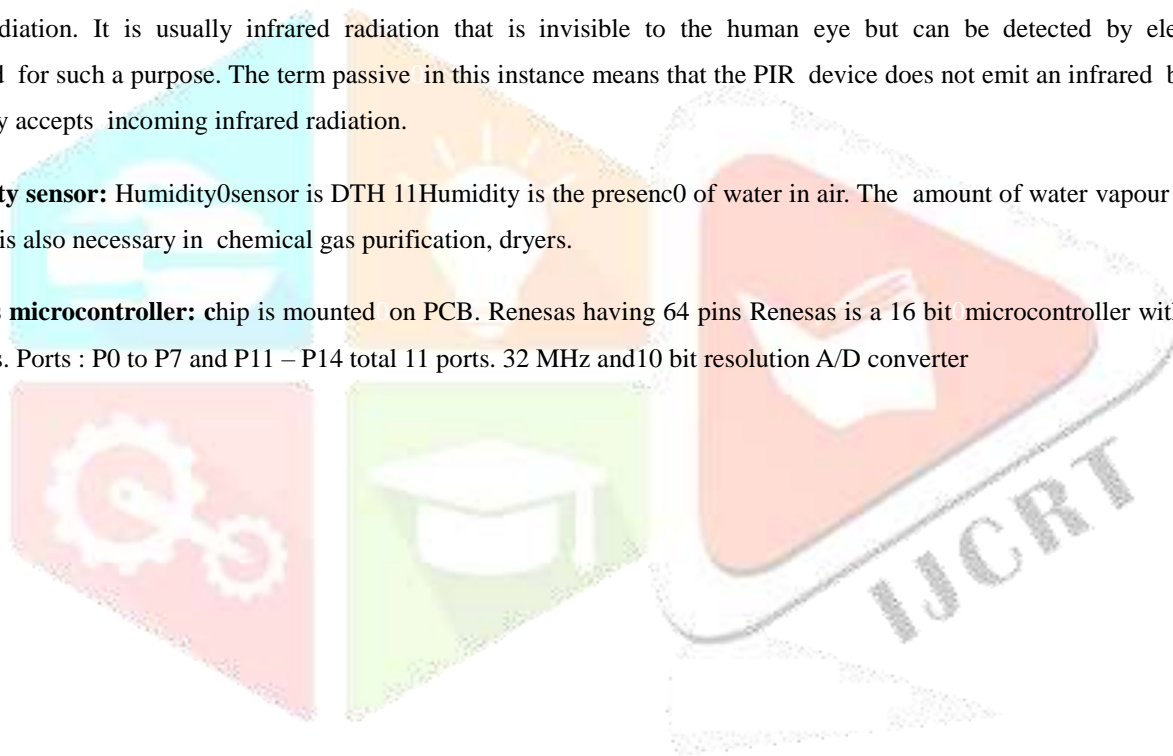 diation. It is usually infrared radiation that is invisible to the human eye but can be detected by ele
d for such a purpose. The term passive in this instance means that the PIR device does not emit an infrared b
y accepts incoming infrared radiation.
ty sensor: Humidity0sensor is DTH 11Humidity is the presenc0 of water in air. The amount of water vapour
is also necessary in chemical gas purification, dryers.
s microcontroller: chip is mounted0on PCB. Renesas having 64 pins Renesas is a 16 bit0microcontroller wit
s. Ports : P0 to P7 and P11 – P14 total 11 ports. 32 MHz and10 bit resolution A/D converter
IJCRT